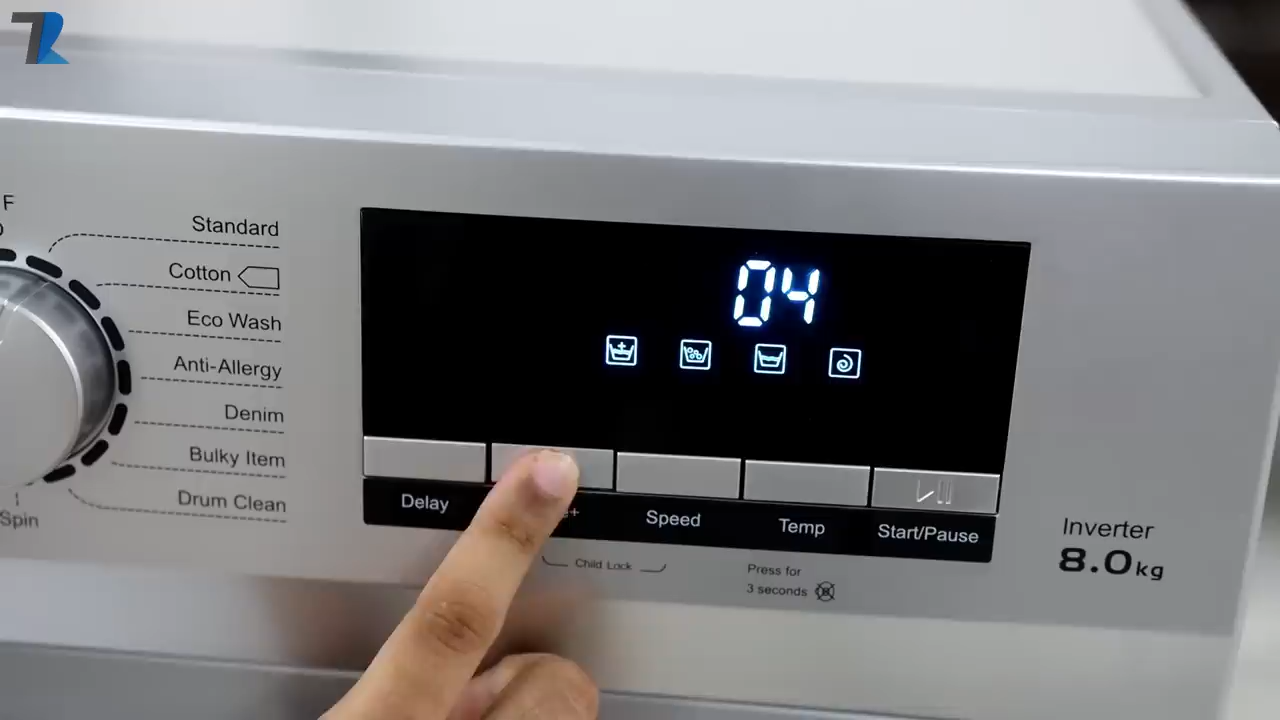 F
Standard
Cotton
Eco Wash
Anti-Allergy
Denim
Bulky Item
Drum Clean
Spin
04
Delay
Speed
Temp
Start/Pause
Child Lock
Press for
3 seconds
Inverter
8.0kg